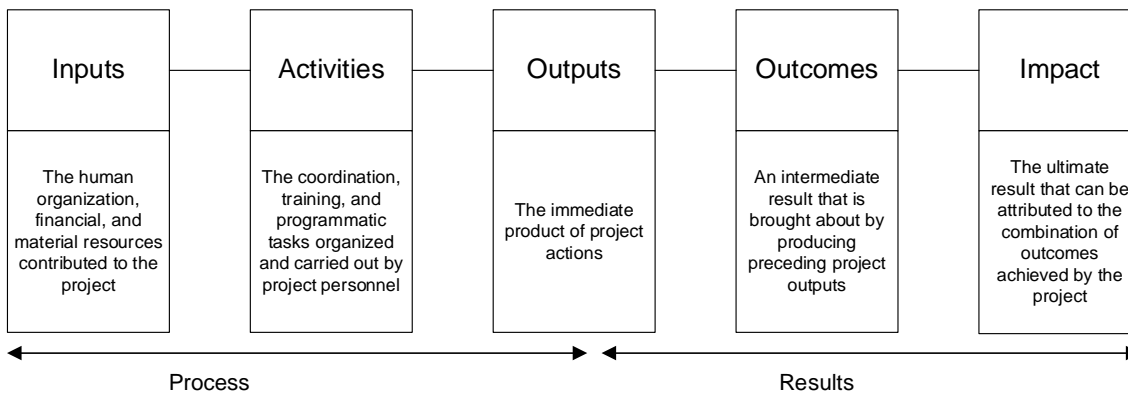 Inputs
Activities
Outputs
Outcomes
Impact
The human
organization,
financial, and
material resources
contributed to the
project
The coordination,
training, and
programmatic
tasks organized
and carried out by
project personnel
The immediate
product of project
actions
An intermediate
result that is
brought about by
producing
preceding project
outputs
The ultimate
result that can be
attributed to the
combination of
outcomes
achieved by the
project
Process
Results